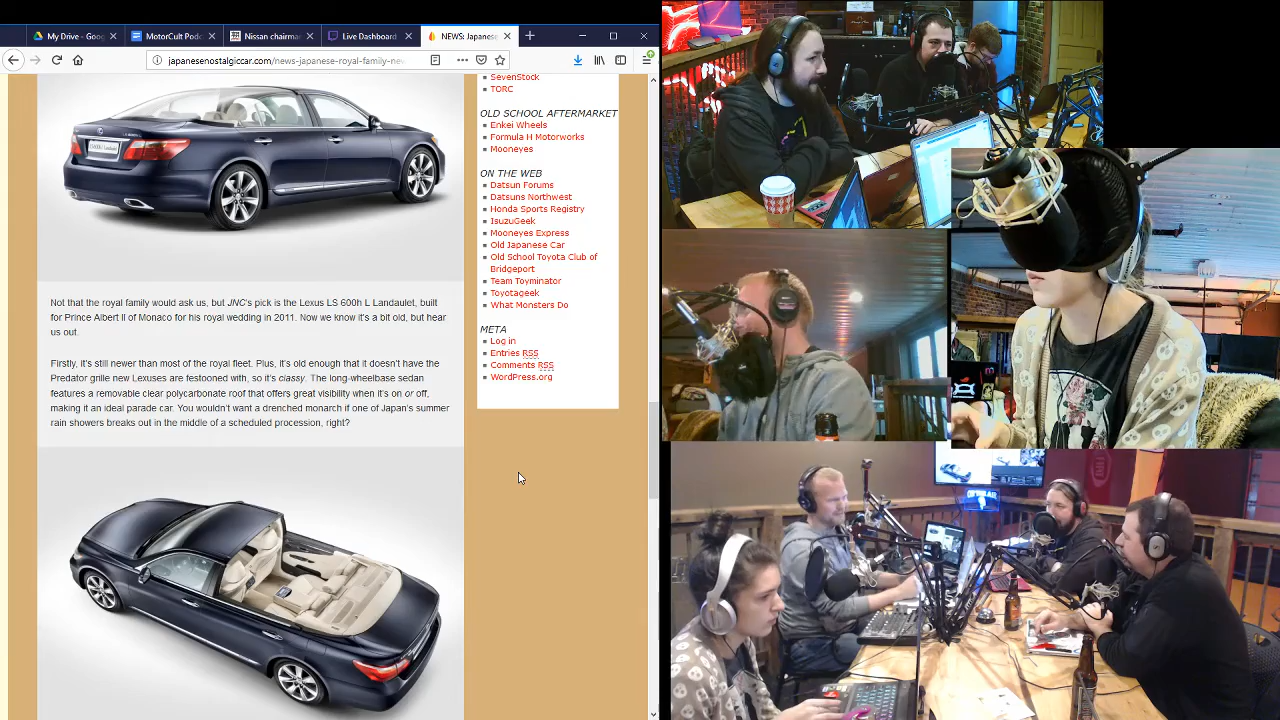 My Drive - Goog
MotorCult Podc
Nissan chairma
Live Dashboard
NEWS: Japanese
japanesenostalgiccar.com/news-japanese-royal-family-nev
SevenStock
TORC
OLD SCHOOL AFTERMARKET
Enkei Wheels
Formula H Motorworks
Mooneyes
ON THE WEB
Datsun Forums
Datsuns Northwest
Honda Sports Registry
IsuzuGeek
Mooneyes Express
Old Japanese Car
Old School Toyota Club of
Bridgeport
Team Toyminator
Toyotageek
What Monsters Do
META
Log in
Entries RSS
Comments RSS
WordPress.org
Not that the royal family would ask us, but JNC's pick is the Lexus LS 600h L Landaulet, built
for Prince Albert II of Monaco for his royal wedding in 2011. Now we know it's a bit old, but hear
us out.
Firstly, it's still newer than most of the royal fleet. Plus, it's old enough that it doesn't have the
Predator grille new Lexuses are festooned with, so it's classy. The long-wheelbase sedan
features a removable clear polycarbonate roof that offers great visibility when it's on or off,
making it an ideal parade car. You wouldn't want a drenched monarch if one of Japan's summer
rain showers breaks out in the middle of a scheduled procession, right?